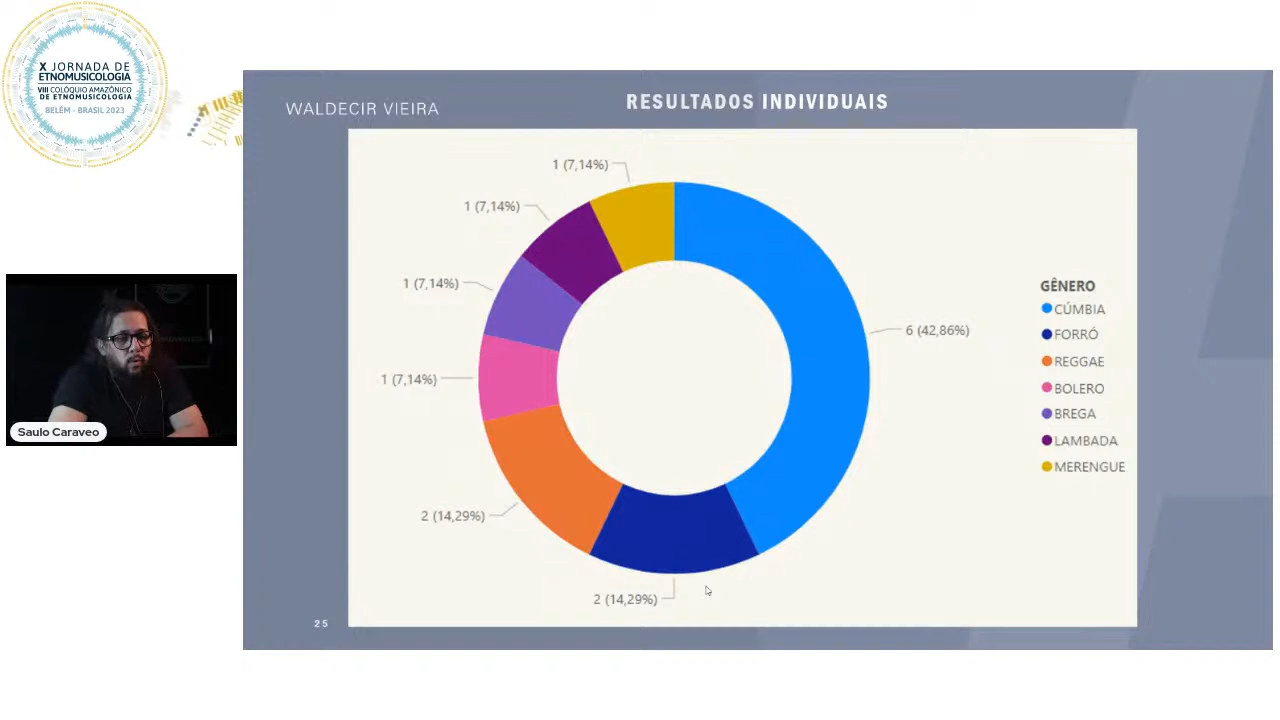 X JORNADA DE
ETNOMUSICOLOGIA
VIII COLÓQUIO AMAZÔNICO
DE ETNOMUSICOLOGIA
BELÉM - BRASIL 2023
WALDECIR VIEIRA
RESULTADOS INDIVIDUAIS
1 (7,14%)
1 (7,14%)
1 (7,14%)
1 (7,14%)
2 (14,29%)
2 (14,29%)
6 (42,86%)
GÊNERO
CÚMBIA
FORRÓ
REGGAE
BOLERO
BREGA
LAMBADA
MERENGUE
Saulo Caraveo
25